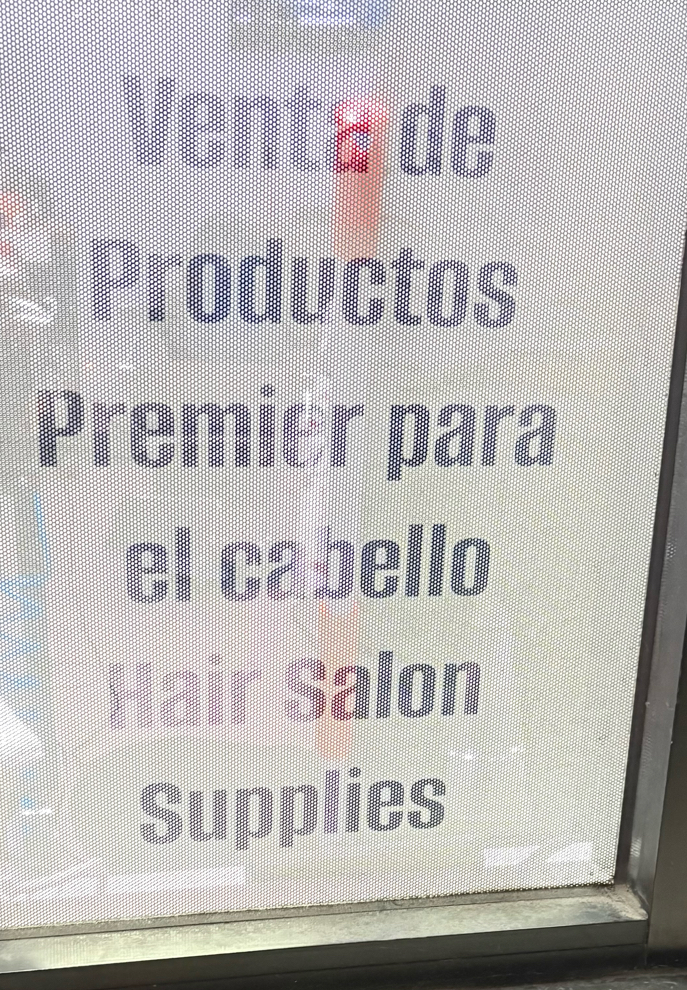 Venta de
Productos
Premier para
el cabello
Hair Salon
Supplies